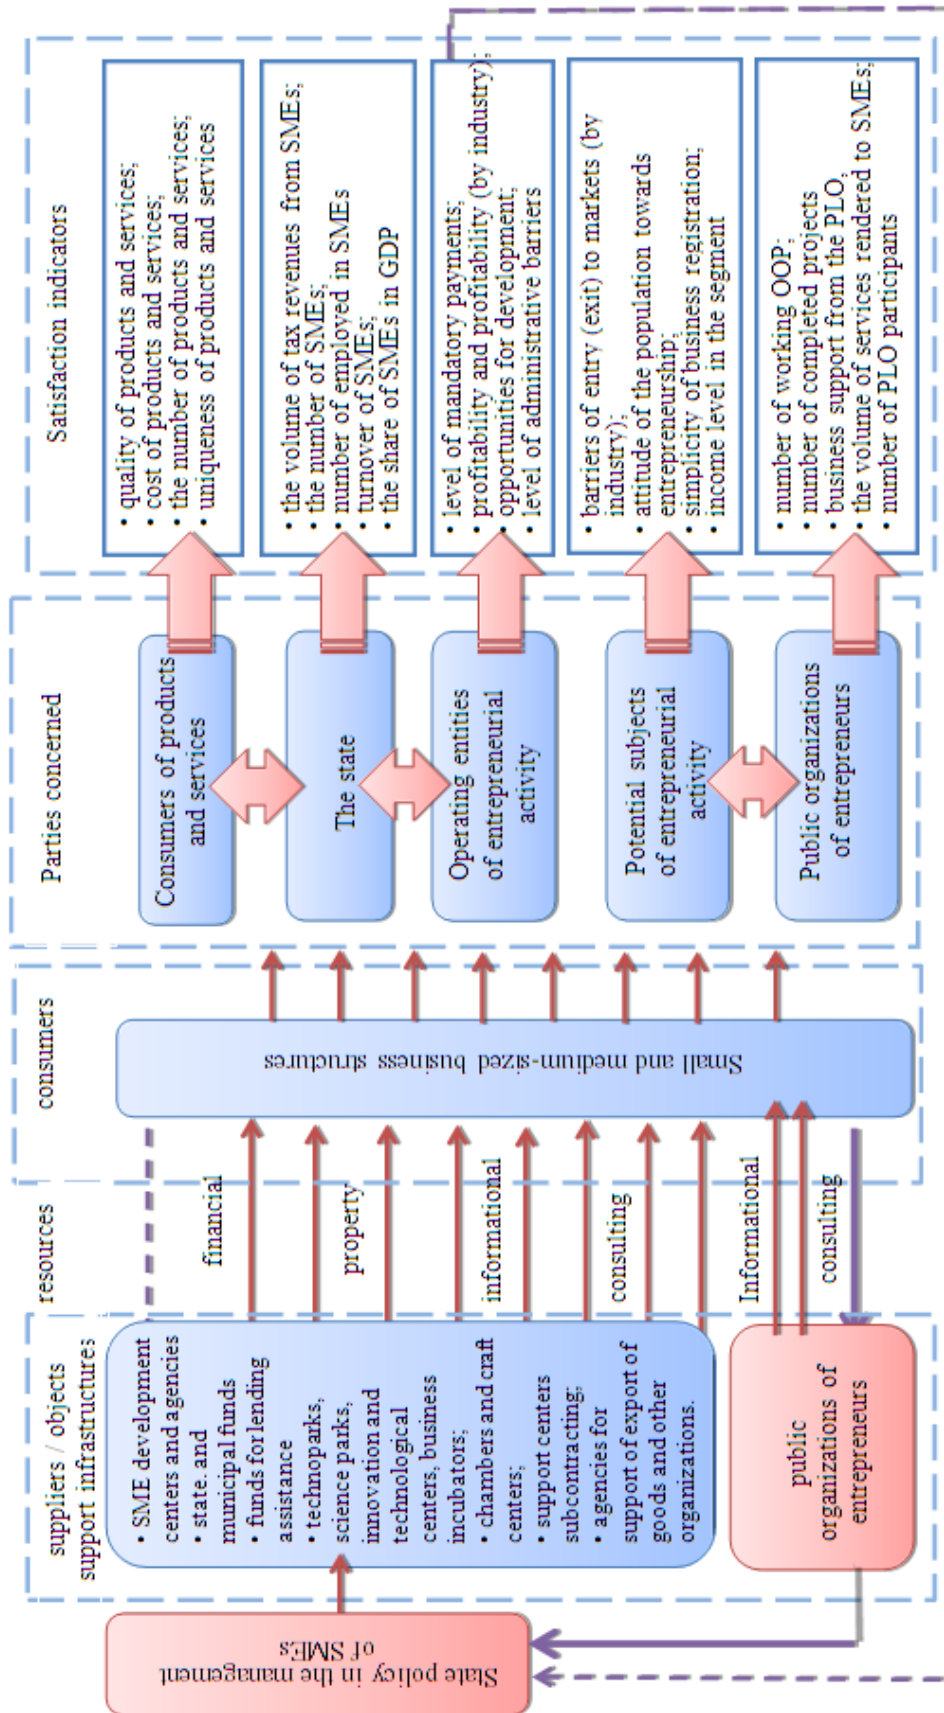 State policy in the management
of SMEs
suppliers / objects
support infrastructures
• SME development
centers and agencies
• state. and
municipal funds
• funds for lending
assistance
• technoparks,
science parks,
innovation and
technological
centers, business
incubators;
• chambers and craft
centers;
• support centers
subcontracting;
• agencies for
support of export of
goods and other
organizations.
public
organizations of
entrepreneurs
resources
financial
property
informational
consulting
Informational
consulting
consumers
Small and medium-sized business structures
Parties concerned
Consumers of products
and services
The state
Operating entities
of entrepreneurial
activity
Potential subjects
of entrepreneurial
activity
Public organizations
of entrepreneurs
Satisfaction indicators
• quality of products and services;
• cost of products and services;
• the number of products and services;
• uniqueness of products and services
• the volume of tax revenues from SMEs;
• the number of SMEs;
• number of employed in SMEs
• turnover of SMEs;
• the share of SMEs in GDP
• level of mandatory payments;
• profitability and profitability (by industry);
• opportunities for development;
• level of administrative barriers
• barriers of entry (exit) to markets (by
industry);
• attitude of the population towards
entrepreneurship;
• simplicity of business registration;
• income level in the segment
• number of working OOP;
• number of completed projects
• business support from the PLO;
• the volume of services rendered to SMEs;
• number of PLO participants